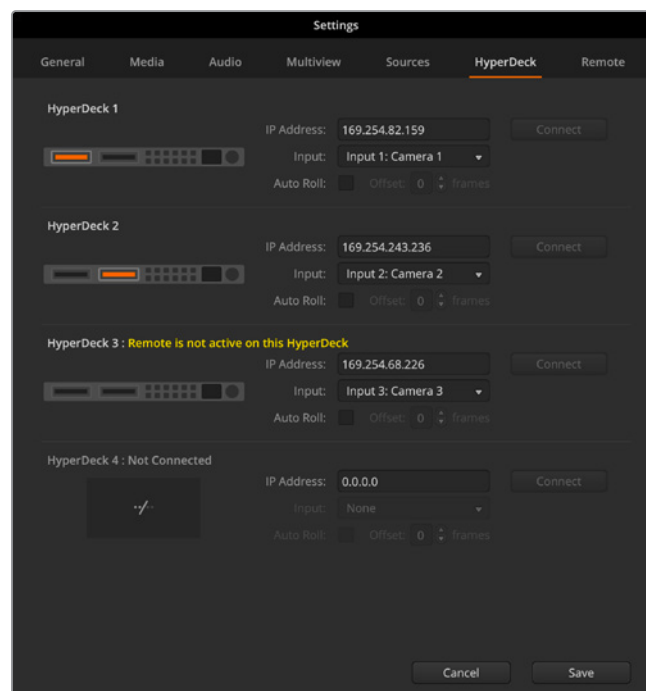 Settings
General Media Audio Multiview Sources HyperDeck Remote
HyperDeck 1
IP Address: 169.254.82.159 Connect
Input: Input 1: Camera 1
Auto Roll: Offset: 0 frames
HyperDeck 2
IP Address: 169.254.243.236 Connect
Input: Input 2: Camera 2
Auto Roll: Offset: 0 frames
HyperDeck 3 : Remote is not active on this HyperDeck
IP Address: 169.254.68.226 Connect
Input: Input 3: Camera 3
Auto Roll: Offset: 0 frames
HyperDeck 4 : Not Connected
IP Address: 0.0.0.0 Connect
Input: None
Auto Roll: Offset: 0 frames
Cancel Save